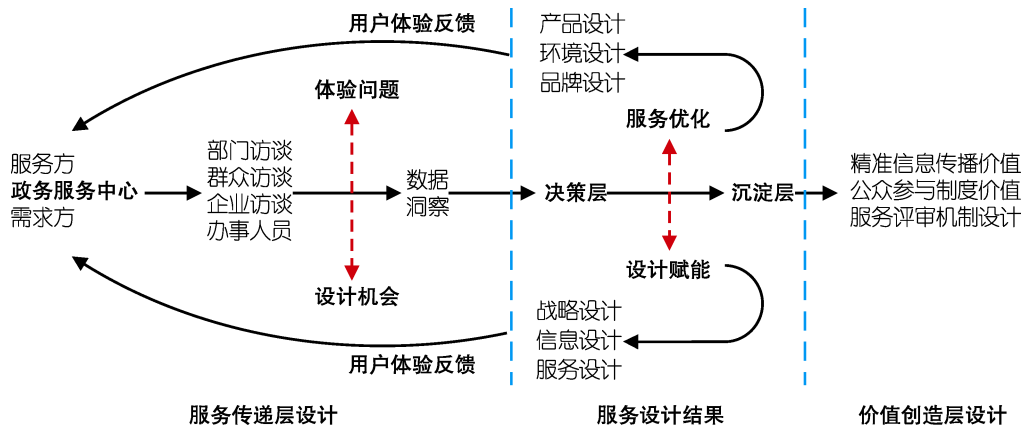 用户体验反馈
产品设计
环境设计
品牌设计
体验问题
服务优化
服务方
政务服务中心
需求方
部门访谈
群众访谈
企业访谈
办事人员
数据
洞察
决策层
沉淀层
精准信息传播价值
公众参与制度价值
服务评审机制设计
设计机会
设计赋能
战略设计
信息设计
服务设计
用户体验反馈
服务传递层设计
服务设计结果
价值创造层设计